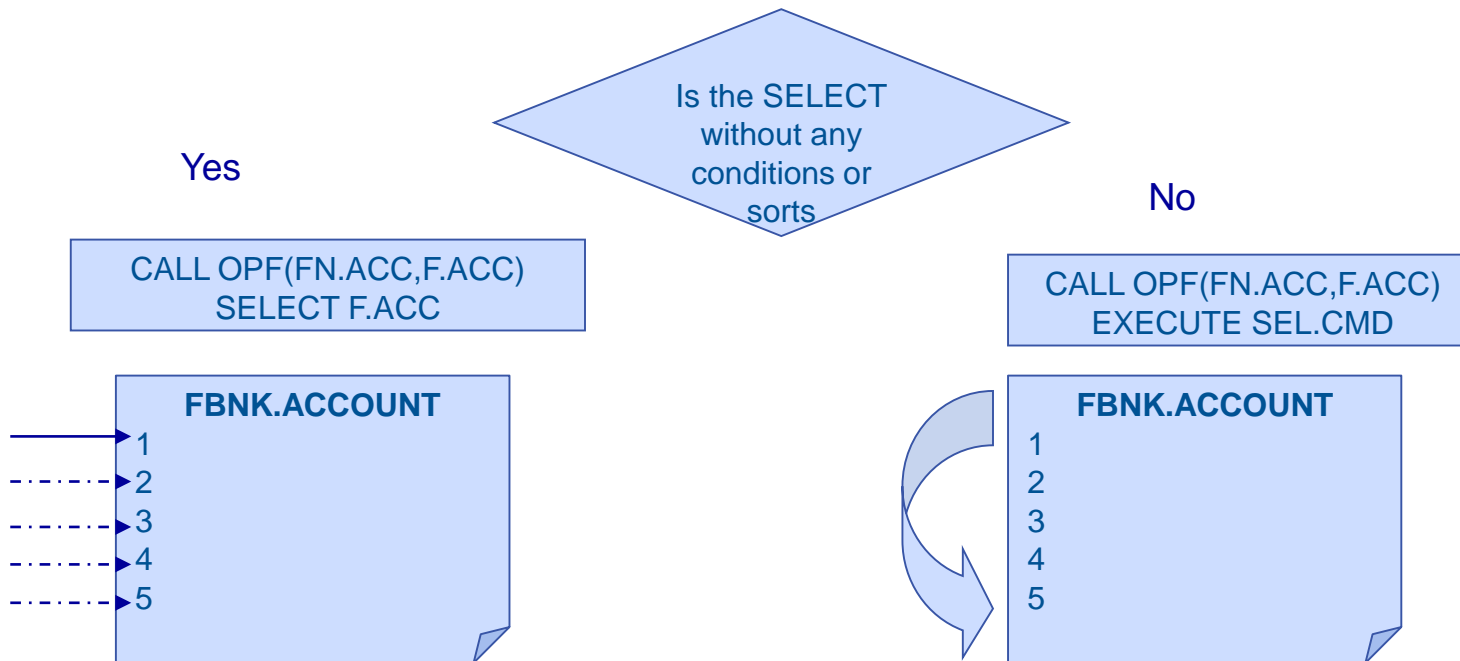 Is the SELECT
without any
conditions or
sorts
Yes
No
CALL OPF(FN.ACC,F.ACC)
SELECT F.ACC
CALL OPF(FN.ACC,F.ACC)
EXECUTE SEL.CMD
FBNK.ACCOUNT
1
2
3
4
5
FBNK.ACCOUNT
1
2
3
4
5